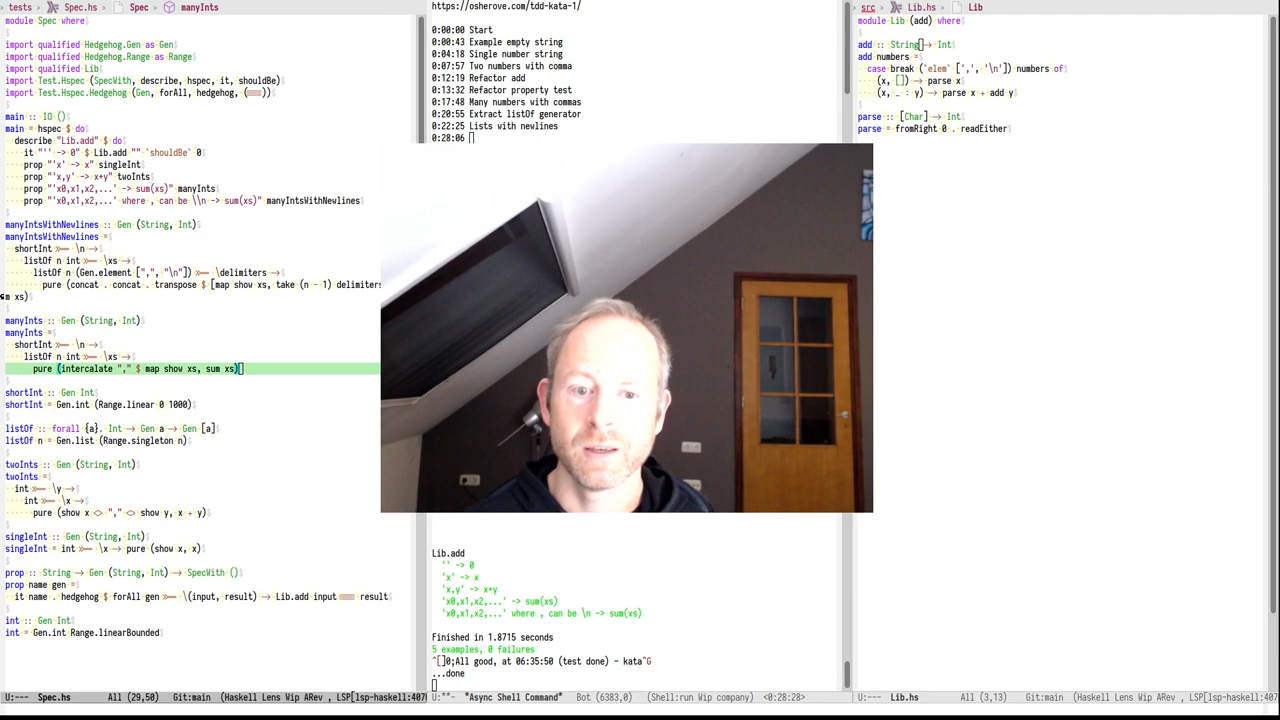 tests Spec.hs Spec manyInts
module Spec where
import qualified Hedgehog.Gen as Gen
import qualified Hedgehog.Range as Range
import qualified Lib
import Test.Hspec (SpecWith, describe, hspec, it, shouldBe)
import Test.Hspec.Hedgehog (Gen, forAll, hedgehog, (===))
main :: IO ()
main = hspec $ do
describe "Lib.add" $ do
it "'' -> 0" $ Lib.add "" `shouldBe` 0
prop "'x' -> x" singleInt
prop "'x,y' -> x+y" twoInts
prop "'x0,x1,x2,...' -> sum(xs)" manyInts
prop "'x0,x1,x2,...' where , can be \\n -> sum(xs)" manyIntsWithNewlines
manyIntsWithNewlines :: Gen (String, Int)
manyIntsWithNewlines =
shortInt >>= \n ->
listOf n int >>= \xs ->
listOf n (Gen.element [",", "\n"]) >>= \delimiters ->
pure (concat . concat . transpose $ [map show xs, take (n - 1) delimiters
m xs)
manyInts :: Gen (String, Int)
manyInts =
shortInt >>= \n ->
listOf n int >>= \xs ->
pure (intercalate "," $ map show xs, sum xs)
shortInt :: Gen Int
shortInt = Gen.int (Range.linear 0 1000)
listOf :: forall {a}. Int -> Gen a -> Gen [a]
listOf n = Gen.list (Range.singleton n)
twoInts :: Gen (String, Int)
twoInts =
int >>= \y ->
int >>= \x ->
pure (show x <> "," <> show y, x + y)
singleInt :: Gen (String, Int)
singleInt = int >>= \x -> pure (show x, x)
prop :: String -> Gen (String, Int) -> SpecWith ()
prop name gen =
it name . hedgehog $ forAll gen >>= \(input, result) -> Lib.add input === result
int :: Gen Int
int = Gen.int Range.linearBounded
U:--- Spec.hs All (29,50) Git:main (Haskell Lens Wip ARev , LSP[lsp-haskell:407
https://osherove.com/tdd-kata-1/
0:00:00 Start
0:00:43 Example empty string
0:04:18 Single number string
0:07:57 Two numbers with comma
0:12:19 Refactor add
0:13:32 Refactor property test
0:17:48 Many numbers with commas
0:20:55 Extract listOf generator
0:22:25 Lists with newlines
0:28:06
Lib.add
'' -> 0
'x' -> x
'x,y' -> x+y
'x0,x1,x2,...' -> sum(xs)
'x0,x1,x2,...' where , can be \n -> sum(xs)
Finished in 1.8715 seconds
5 examples, 0 failures
^[]0;All good, at 06:35:50 (test done) - kata^G
...done
U:**- *Async Shell Command* Bot (6383,0) (Shell:run Wip company) <0:28:28>
src Lib.hs Lib
module Lib (add) where
add :: String -> Int
add numbers =
case break (`elem` [',', '\n']) numbers of
(x, []) -> parse x
(x, _ : y) -> parse x + add y
parse :: [Char] -> Int
parse = fromRight 0 . readEither
U:--- Lib.hs All (3,13) Git:main (Haskell Lens Wip ARev , LSP[lsp-haskell:407